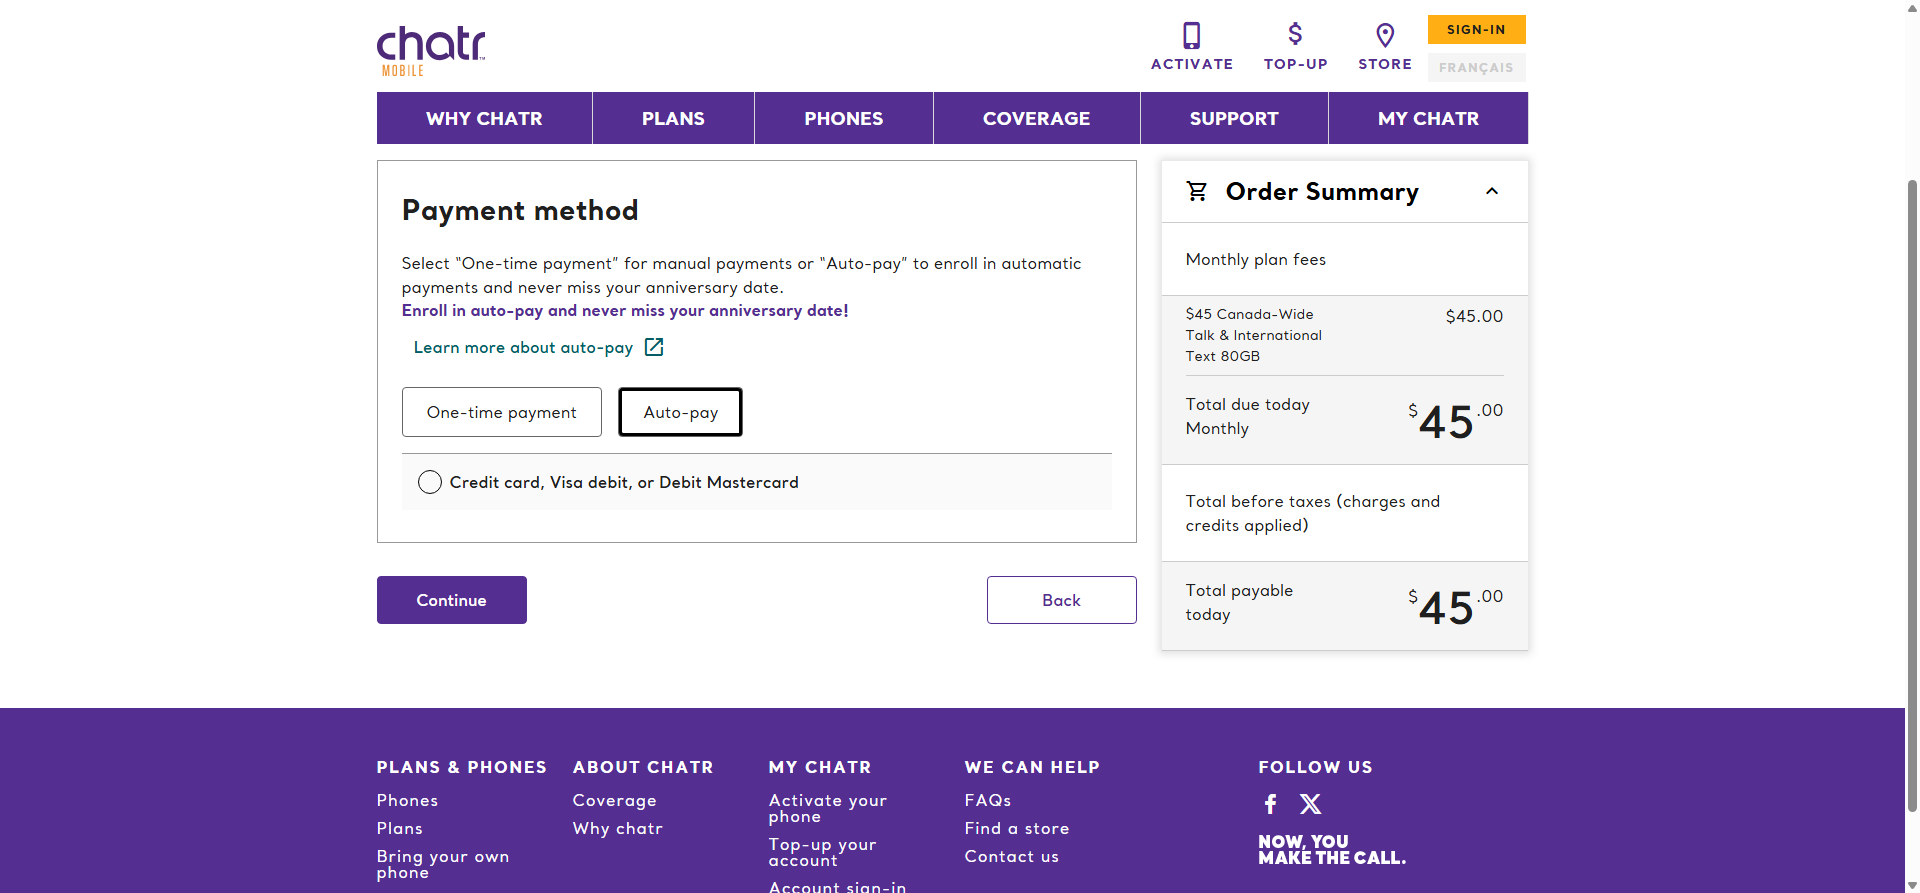 chatr
MOBILE
ACTIVATE
TOP-UP
STORE
SIGN-IN
FRANÇAIS
WHY CHATR
PLANS
PHONES
COVERAGE
SUPPORT
MY CHATR
Payment method
Select “One-time payment” for manual payments or “Auto-pay” to enroll in automatic
payments and never miss your anniversary date.
Enroll in auto-pay and never miss your anniversary date!
Learn more about auto-pay
One-time payment
Auto-pay
Credit card, Visa debit, or Debit Mastercard
Continue
Back
Order Summary
Monthly plan fees
$45 Canada-Wide
Talk & International
Text 80GB
$45.00
Total due today
Monthly
$45.00
Total before taxes (charges and
credits applied)
Total payable
today
$45.00
PLANS & PHONES
Phones
Plans
Bring your own
phone
ABOUT CHATR
Coverage
Why chatr
MY CHATR
Activate your
phone
Top-up your
account
Account sign-in
WE CAN HELP
FAQs
Find a store
Contact us
FOLLOW US
NOW, YOU
MAKE THE CALL.